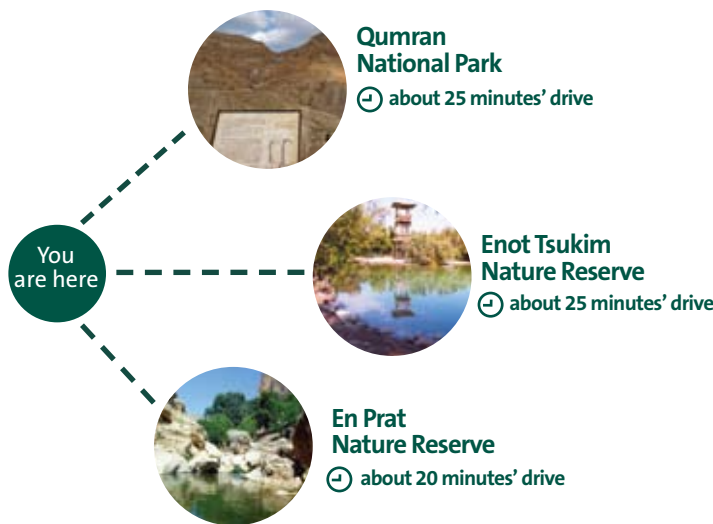 Qumran
National Park
about 25 minutes' drive
You
are here
Enot Tsukim
Nature Reserve
about 25 minutes' drive
En Prat
Nature Reserve
about 20 minutes' drive